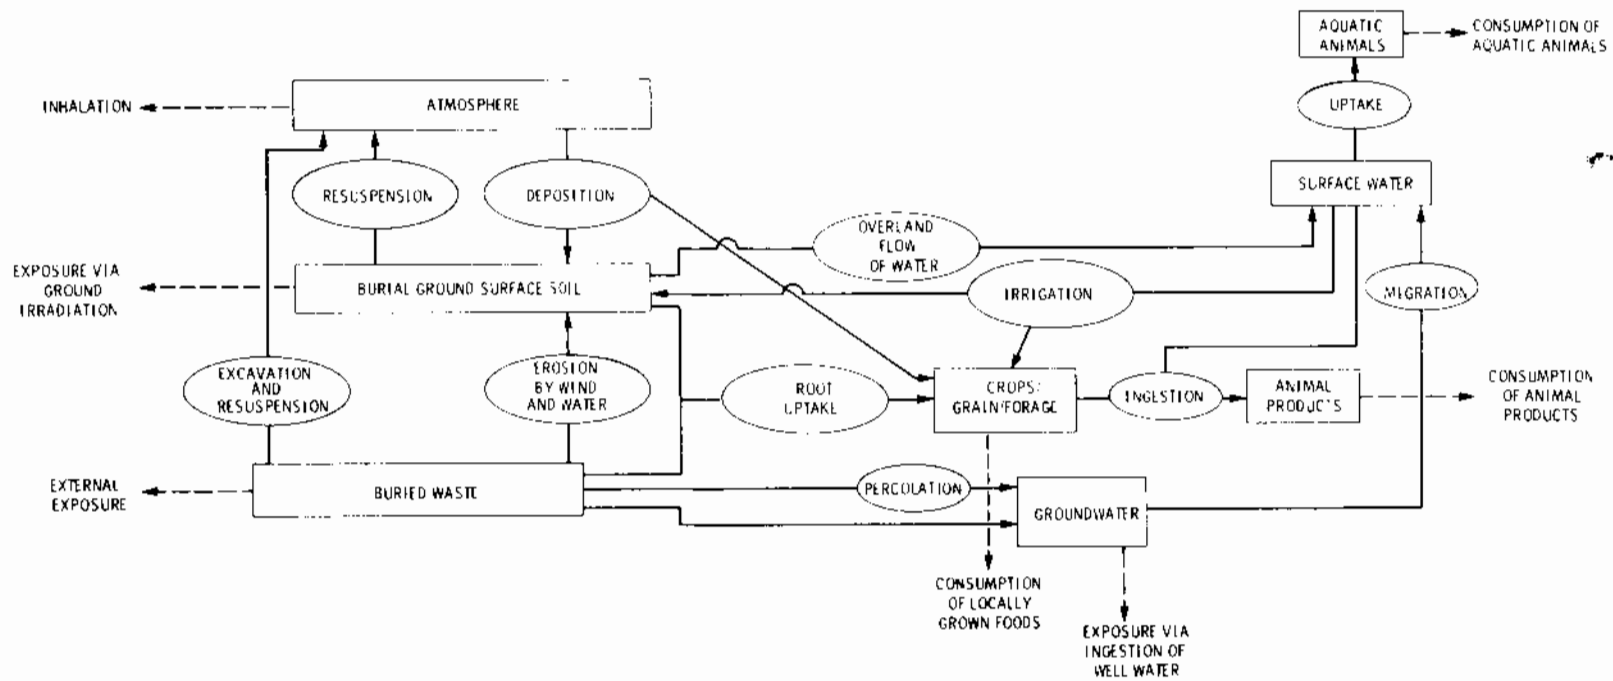 AQUATIC
ANIMALS
CONSUMPTION OF
AQUATIC ANIMALS
INHALATION
ATMOSPHERE
UPTAKE
RESUSPENSION
DEPOSITION
SURFACE WATER
OVERLAND
FLOW
OF WATER
EXPOSURE VIA
GROUND
IRRADIATION
BURIAL GROUND SURFACE SOIL
IRRIGATION
MIGRATION
EXCAVATION
AND
RESUSPENSION
EROSION
BY WIND
AND WATER
ROOT
UPTAKE
CROPS/
GRAIN/FORAGE
INGESTION
ANIMAL
PRODUCTS
CONSUMPTION
OF ANIMAL
PRODUCTS
EXTERNAL
EXPOSURE
BURIED WASTE
PERCOLATION
GROUNDWATER
CONSUMPTION
OF LOCALLY
GROWN FOODS
EXPOSURE VIA
INGESTION OF
WELL WATER